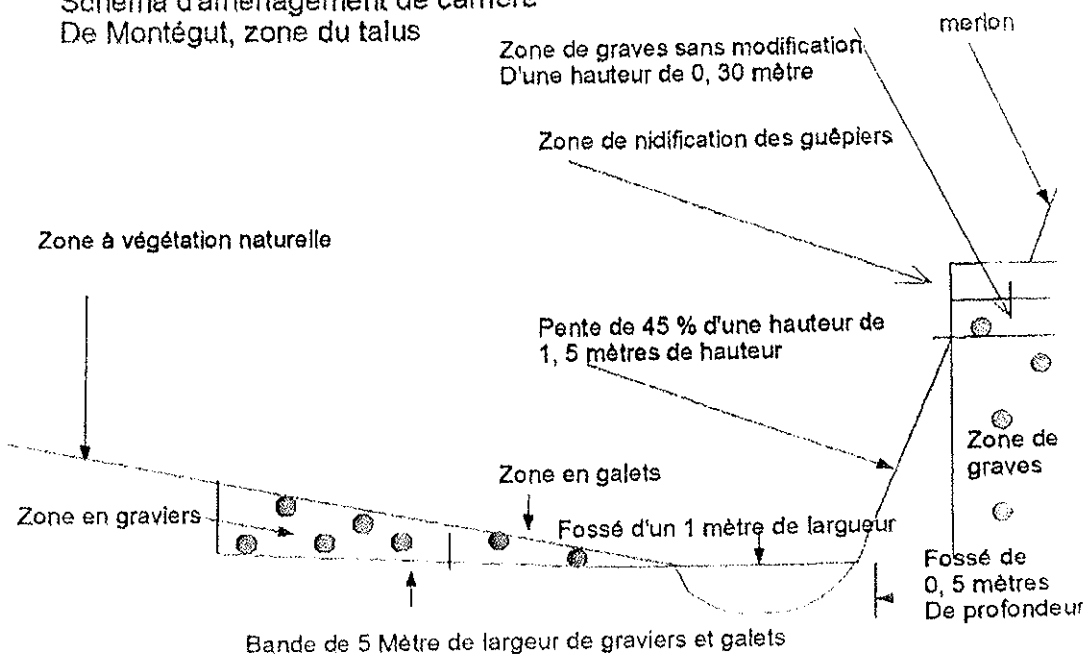 Schéma d'aménagement de carrière
De Montégut, zone du talus
merlon
Zone de graves sans modification
D'une hauteur de 0, 30 mètre
Zone de nidification des guêpiers
Zone à végétation naturelle
Pente de 45 % d'une hauteur de
1, 5 mètres de hauteur
Zone de
graves
Zone en galets
Zone en graviers
Fossé d'un 1 mètre de largueur
Fossé de
0, 5 mètres
De profondeur
Bande de 5 Mètre de largeur de graviers et galets